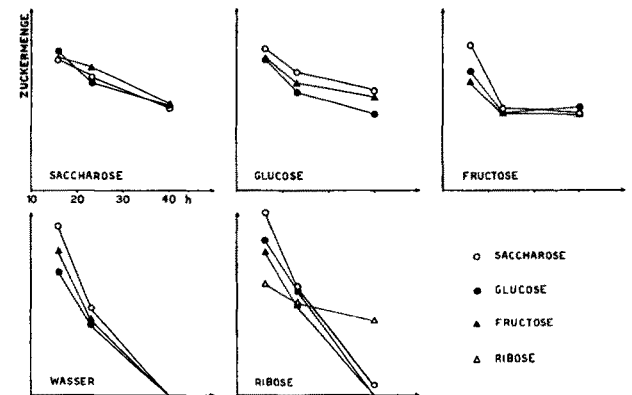 ZUCKERMENGE
SACCHAROSE
GLUCOSE
FRUCTOSE
10 20 30 40 h
WASSER
RIBOSE
SACCHAROSE
GLUCOSE
FRUCTOSE
RIBOSE